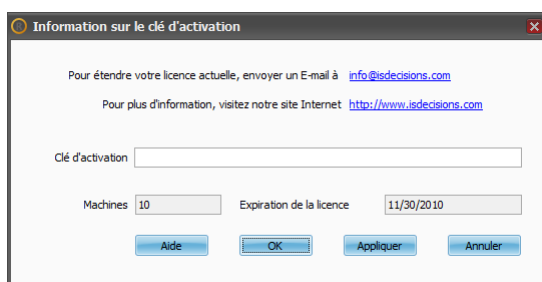 Information sur le clé d'activation
Pour étendre votre licence actuelle, envoyer un E-mail à info@isdecisions.com
Pour plus d'information, visitez notre site Internet http://www.isdecisions.com
Clé d'activation
Machines 10 Expiration de la licence 11/30/2010
Aide OK Appliquer Annuler